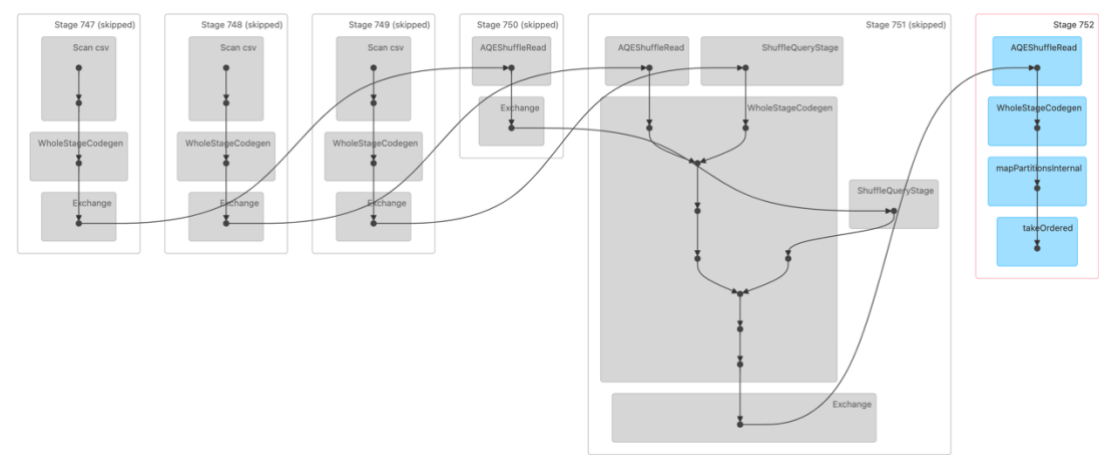 Stage 747 (skipped)
Scan csv
WholeStageCodegen
Exchange
Stage 748 (skipped)
Scan csv
WholeStageCodegen
Exchange
Stage 749 (skipped)
Scan csv
WholeStageCodegen
Exchange
Stage 750 (skipped)
AQEShuffleRead
Exchange
Stage 751 (skipped)
AQEShuffleRead
ShuffleQueryStage
WholeStageCodegen
ShuffleQueryStage
Exchange
Stage 752
AQEShuffleRead
WholeStageCodegen
mapPartitionsInternal
takeOrdered